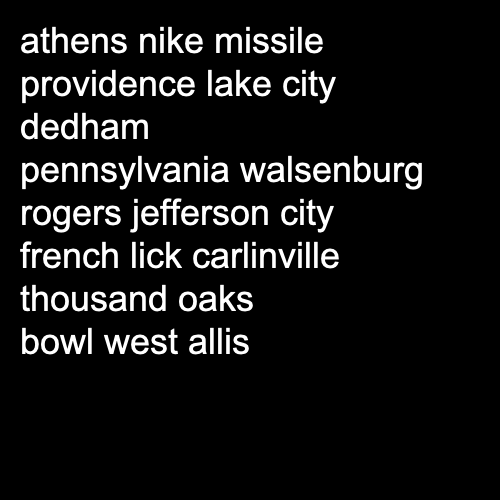 athens nike missile
providence lake city
dedham
pennsylvania walsenburg
rogers jefferson city
french lick carlinville
thousand oaks
bowl west allis